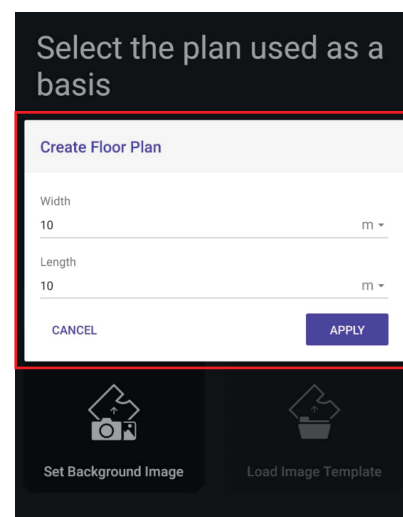 Select the plan used as a
basis
Create Floor Plan
Width
10 m
Length
10 m
CANCEL APPLY
Set Background Image Load Image Template